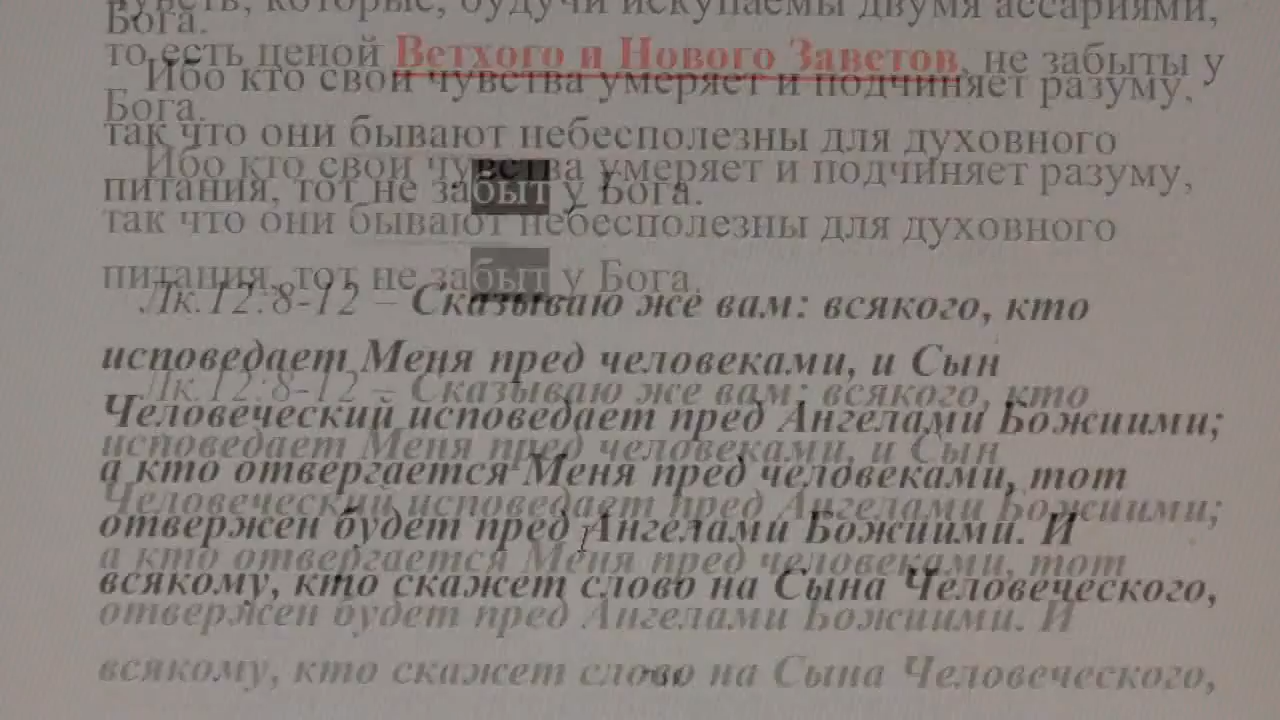 чувств, которые, будучи искупаемы двумя ассариями,
Бога.
то есть ценой Ветхого и Нового Заветов, не забыты у
Ибо кто свои чувства умеряет и подчиняет разуму,
Бога.
так что они бывают небесполезны для духовного
Ибо кто свои чувства умеряет и подчиняет разуму,
питания, тот не забыт у Бога.
так что они бывают небесполезны для духовного
питания, тот не забыт у Бога.
Лк.12:8-12 – Сказываю же вам: всякого, кто
исповедает Меня пред человеками, и Сын
Лк.12:8-12 – Сказываю же вам: всякого, кто
Человеческий исповедает пред Ангелами Божиими;
исповедает Меня пред человеками, и Сын
а кто отвергается Меня пред человеками, тот
Человеческий исповедает пред Ангелами Божиими;
отвержен будет пред Ангелами Божиими. И
а кто отвергается Меня пред человеками, тот
всякому, кто скажет слово на Сына Человеческого,
отвержен будет пред Ангелами Божиими. И
всякому, кто скажет слово на Сына Человеческого,